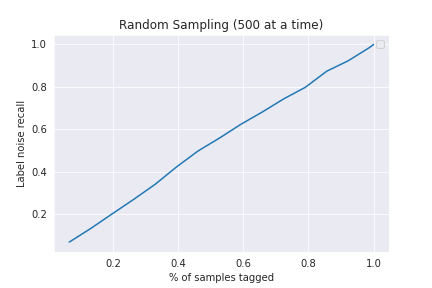 Random Sampling (500 at a time)
Label noise recall
1.0
0.8
0.6
0.4
0.2
0.2 0.4 0.6 0.8 1.0
% of samples tagged